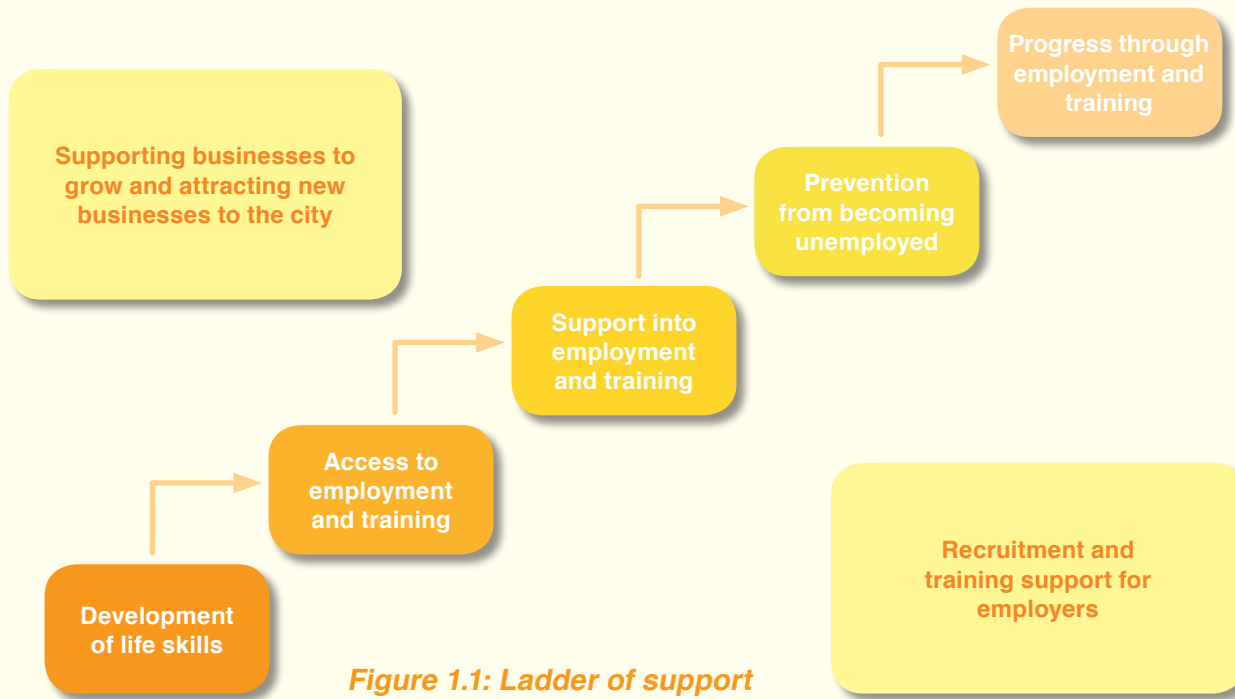 Progress through
employment and
training
Supporting businesses to
grow and attracting new
businesses to the city
Prevention
from becoming
unemployed
Support into
employment
and training
Access to
employment
and training
Recruitment and
training support for
employers
Development
of life skills
Figure 1.1: Ladder of support